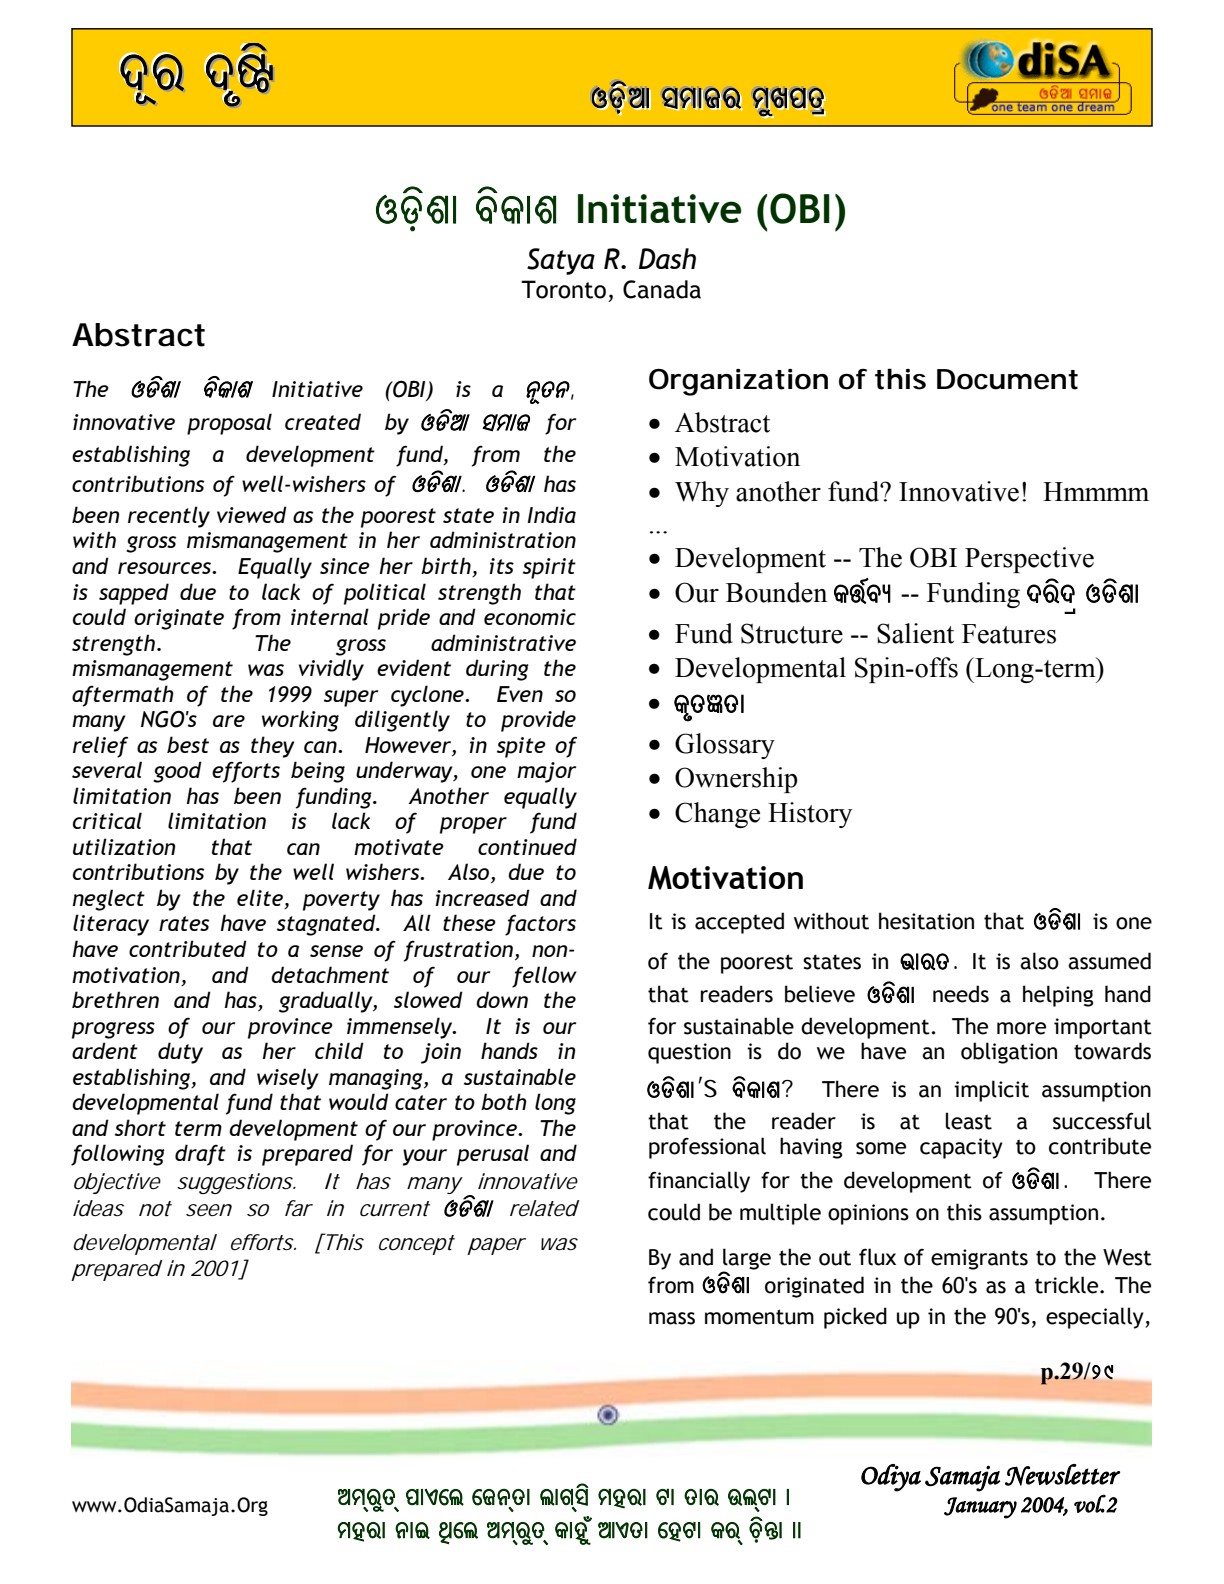 ଦୂର ଦୃଷ୍ଟି
ଓଡ଼ିଆ ସମାଜର ମୁଖପତ୍ର
OdiSA
ଓଡିଆ ସମାଜ
one team one dream
ଓଡ଼ିଶା ବିକାଶ Initiative (OBI)
Satya R. Dash
Toronto, Canada
Abstract
The ଓଡିଶା ବିକାଶ Initiative (OBI) is a ନୂତନ,
innovative proposal created by ଓଡିଆ ସମାଜ for
establishing a development fund, from the
contributions of well-wishers of ଓଡିଶା. ଓଡିଶା has
been recently viewed as the poorest state in India
with gross mismanagement in her administration
and resources. Equally since her birth, its spirit
is sapped due to lack of political strength that
could originate from internal pride and economic
strength. The gross administrative
mismanagement was vividly evident during the
aftermath of the 1999 super cyclone. Even so
many NGO's are working diligently to provide
relief as best as they can. However, in spite of
several good efforts being underway, one major
limitation has been funding. Another equally
critical limitation is lack of proper fund
utilization that can motivate continued
contributions by the well wishers. Also, due to
neglect by the elite, poverty has increased and
literacy rates have stagnated. All these factors
have contributed to a sense of frustration, non-
motivation, and detachment of our fellow
brethren and has, gradually, slowed down the
progress of our province immensely. It is our
ardent duty as her child to join hands in
establishing, and wisely managing, a sustainable
developmental fund that would cater to both long
and short term development of our province. The
following draft is prepared for your perusal and
objective suggestions. It has many innovative
ideas not seen so far in current ଓଡିଶା related
developmental efforts. [This concept paper was
prepared in 2001]
Organization of this Document
• Abstract
• Motivation
• Why another fund? Innovative! Hmmmm
...
• Development -- The OBI Perspective
• Our Bounden କର୍ତ୍ତବ୍ୟ -- Funding ଦରିଦ୍ର ଓଡିଶା
• Fund Structure -- Salient Features
• Developmental Spin-offs (Long-term)
• କୃତଜ୍ଞତା
• Glossary
• Ownership
• Change History
Motivation
It is accepted without hesitation that ଓଡିଶା is one
of the poorest states in ଭାରତ. It is also assumed
that readers believe ଓଡିଶା needs a helping hand
for sustainable development. The more important
question is do we have an obligation towards
ଓଡିଶା'S ବିକାଶ? There is an implicit assumption
that the reader is at least a successful
professional having some capacity to contribute
financially for the development of ଓଡିଶା. There
could be multiple opinions on this assumption.
By and large the out flux of emigrants to the West
from ଓଡିଶା originated in the 60's as a trickle. The
mass momentum picked up in the 90's, especially,
p.29/୨୯
www.OdiaSamaja.Org
ଅମ୍‌ରୁତ୍ ପାଏଲେ ଜେନ୍‌ତା ଲାଗ୍‌ସି ମହରା ଟା ତାର ଉଲ୍‌ଟା ।
ମହରା ନାଇ ଥିଲେ ଅମ୍‌ରୁତ୍ କାହୁଁ ଆଏତା ହେଟା କର୍ ଚ଼ିନ୍ତା ॥
Odiya Samaja Newsletter
January 2004, vol.2